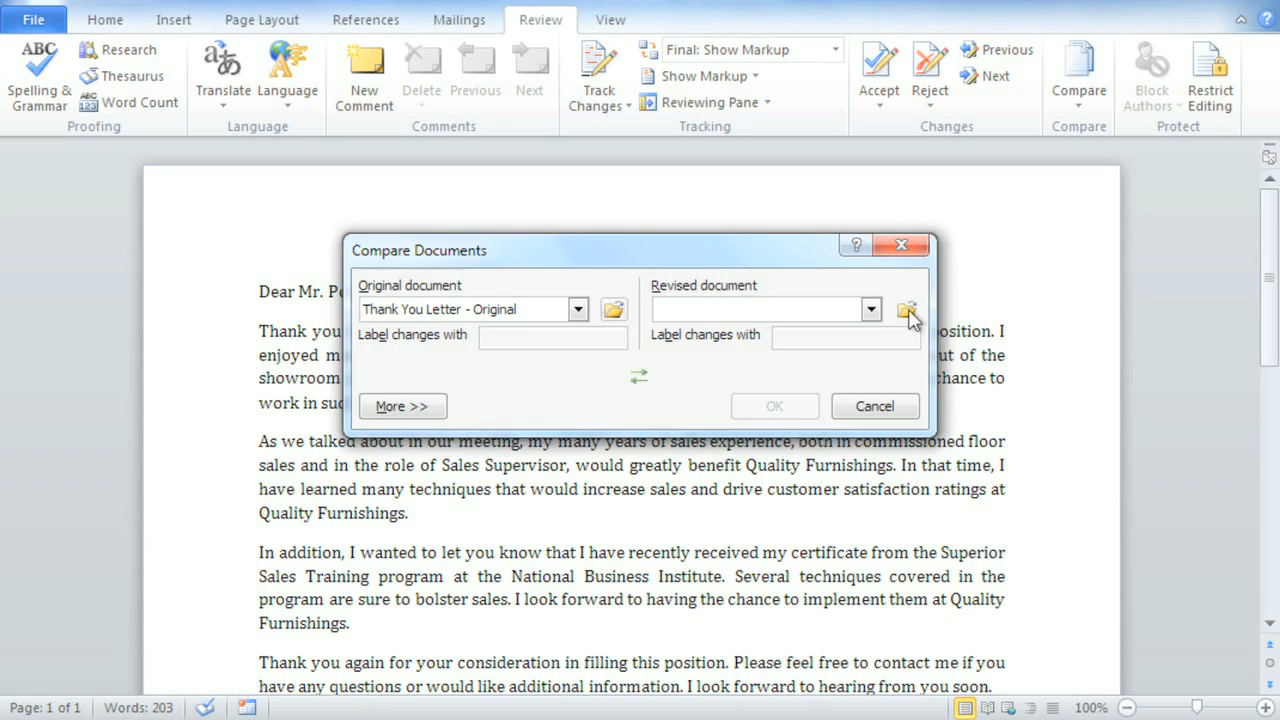 File Home Insert Page Layout References Mailings Review View
ABC Spelling & Grammar
Research
Thesaurus
ABC 123 Word Count
Proofing
Translate Language
Language
New Comment Delete Previous Next
Comments
Track Changes
Final: Show Markup
Show Markup
Reviewing Pane
Tracking
Accept Reject
Previous
Next
Changes
Compare
Compare
Block Authors Restrict Editing
Protect
Compare Documents
Original document
Thank You Letter - Original
Label changes with
Revised document
Label changes with
More >>
OK
Cancel
Dear Mr.
Thank you position. I
enjoyed out of the
showroom chance to
work in
As we talked about in our meeting, my many years of sales experience, both in commissioned floor
sales and in the role of Sales Supervisor, would greatly benefit Quality Furnishings. In that time, I
have learned many techniques that would increase sales and drive customer satisfaction ratings at
Quality Furnishings.
In addition, I wanted to let you know that I have recently received my certificate from the Superior
Sales Training program at the National Business Institute. Several techniques covered in the
program are sure to bolster sales. I look forward to having the chance to implement them at Quality
Furnishings.
Thank you again for your consideration in filling this position. Please feel free to contact me if you
have any questions or would like additional information. I look forward to hearing from you soon.
Page: 1 of 1 Words: 203 100%